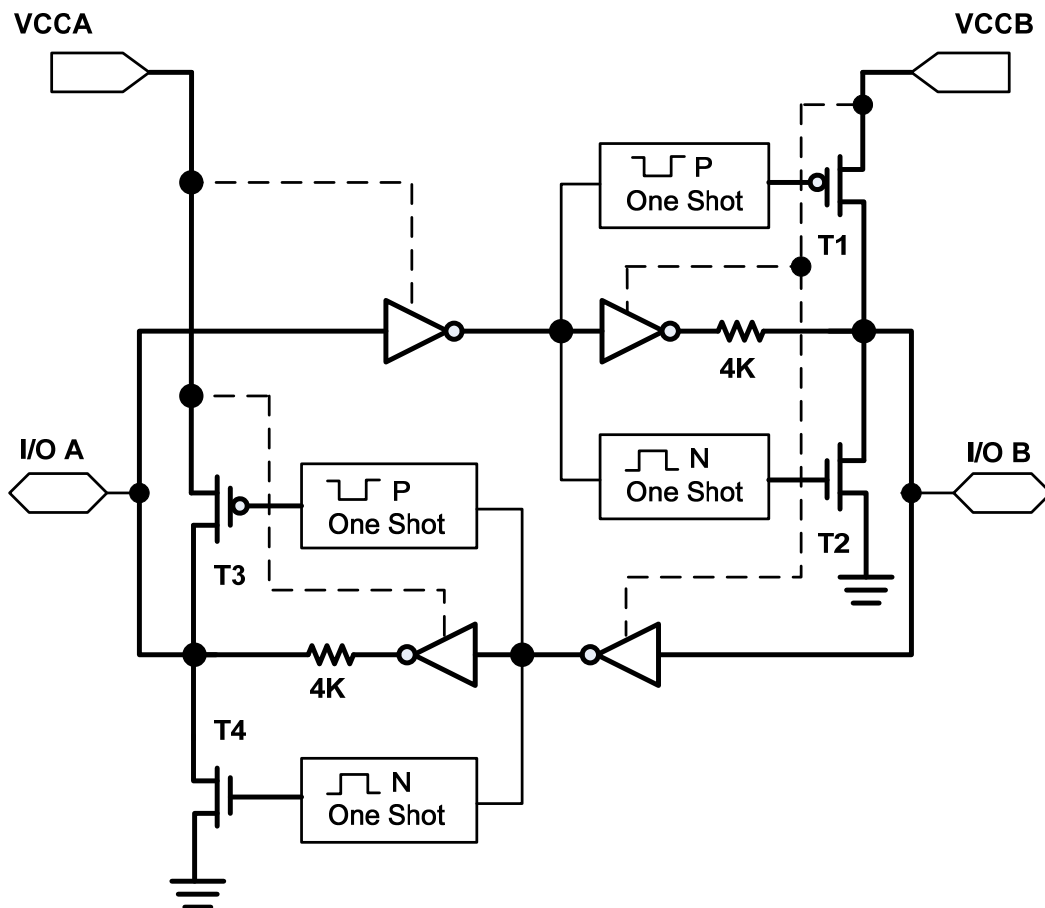 VCCA
VCCB
P
One Shot
T1
4K
I/O A
N
One Shot
I/O B
P
One Shot
T2
T3
4K
T4
N
One Shot